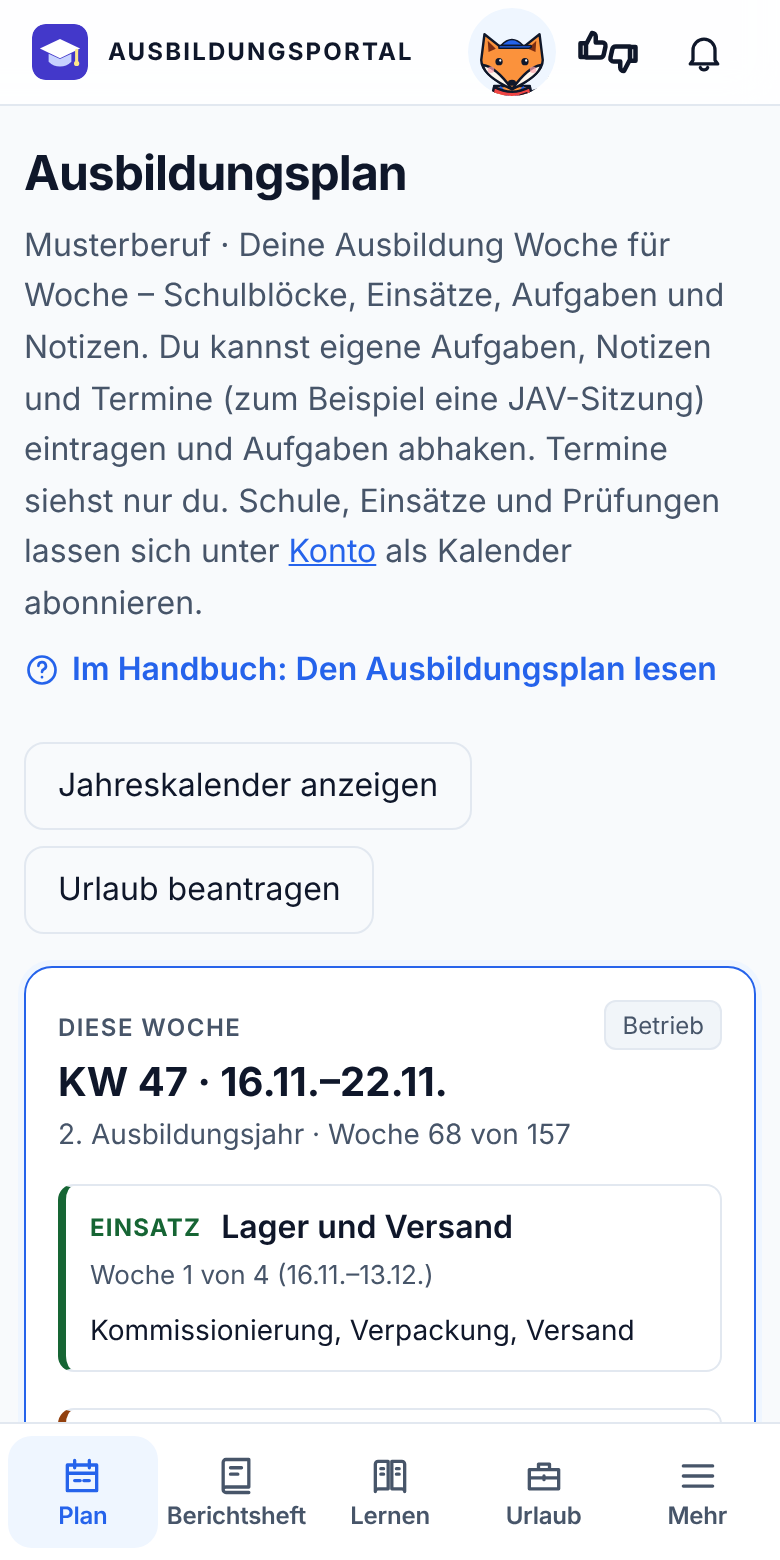 AUSBILDUNGSPORTAL
Ausbildungsplan
Musterberuf · Deine Ausbildung Woche für
Woche – Schulblöcke, Einsätze, Aufgaben und
Notizen. Du kannst eigene Aufgaben, Notizen
und Termine (zum Beispiel eine JAV-Sitzung)
eintragen und Aufgaben abhaken. Termine
siehst nur du. Schule, Einsätze und Prüfungen
lassen sich unter Konto als Kalender
abonnieren.
Im Handbuch: Den Ausbildungsplan lesen
Jahreskalender anzeigen
Urlaub beantragen
DIESE WOCHE
Betrieb
KW 47 · 16.11.–22.11.
2. Ausbildungsjahr · Woche 68 von 157
EINSATZ Lager und Versand
Woche 1 von 4 (16.11.–13.12.)
Kommissionierung, Verpackung, Versand
Plan
Berichtsheft
Lernen
Urlaub
Mehr